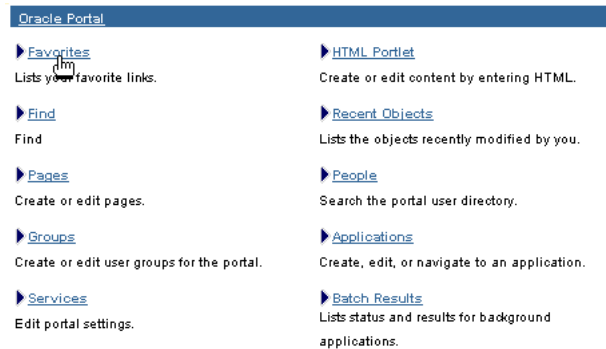 Oracle Portal
Favorites
Lists your favorite links.
HTML Portlet
Create or edit content by entering HTML.
Find
Find
Recent Objects
Lists the objects recently modified by you.
Pages
Create or edit pages.
People
Search the portal user directory.
Groups
Create or edit user groups for the portal.
Applications
Create, edit, or navigate to an application.
Services
Edit portal settings.
Batch Results
Lists status and results for background
applications.